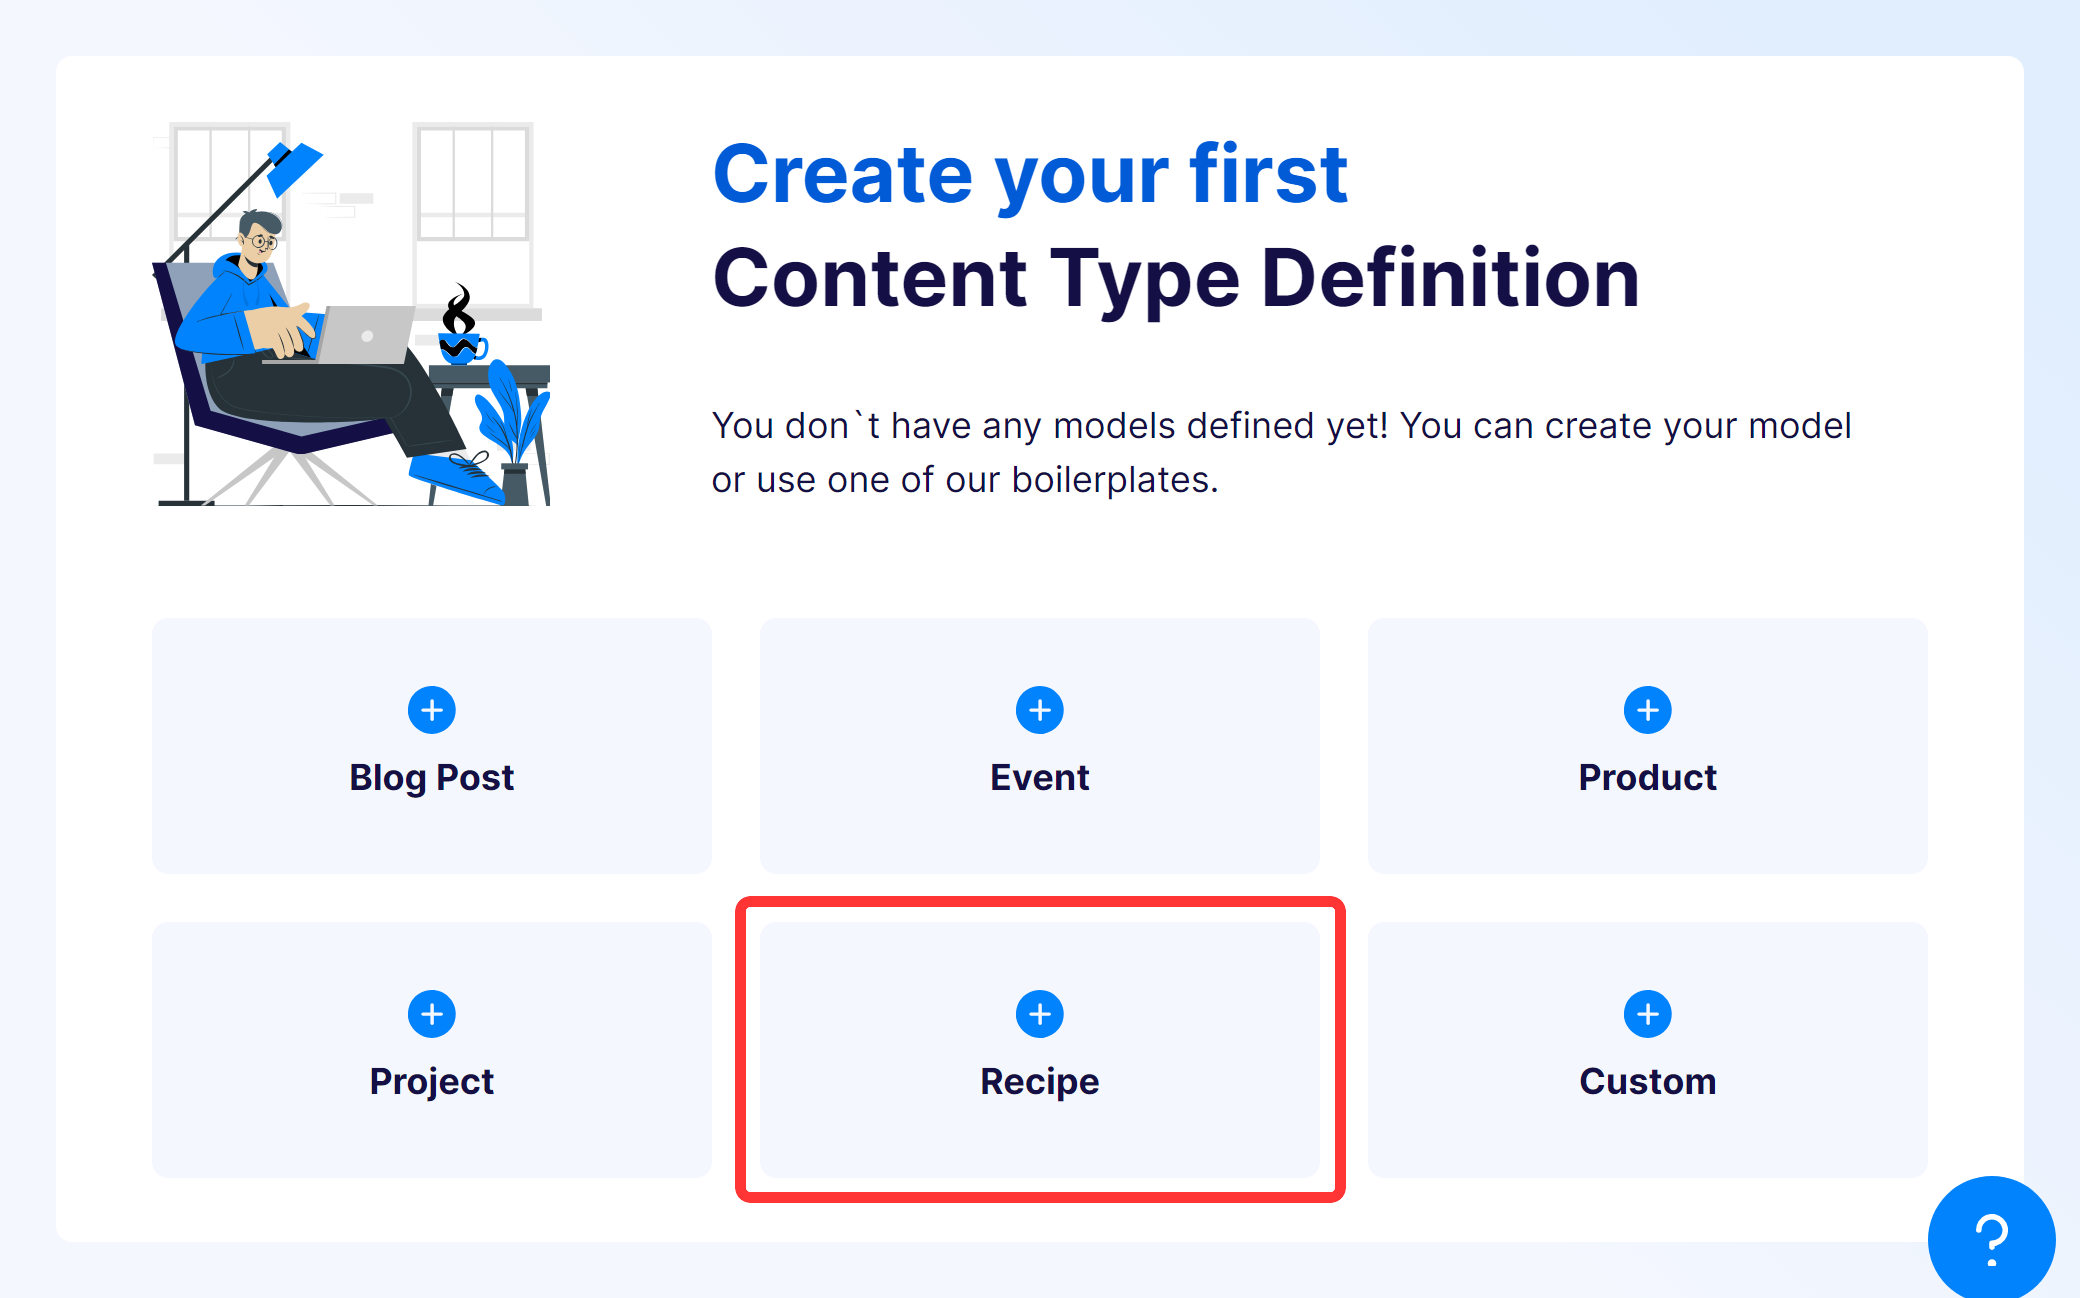 Create your first
Content Type Definition
You don`t have any models defined yet! You can create your model
or use one of our boilerplates.
Blog Post
Event
Product
Project
Recipe
Custom
?